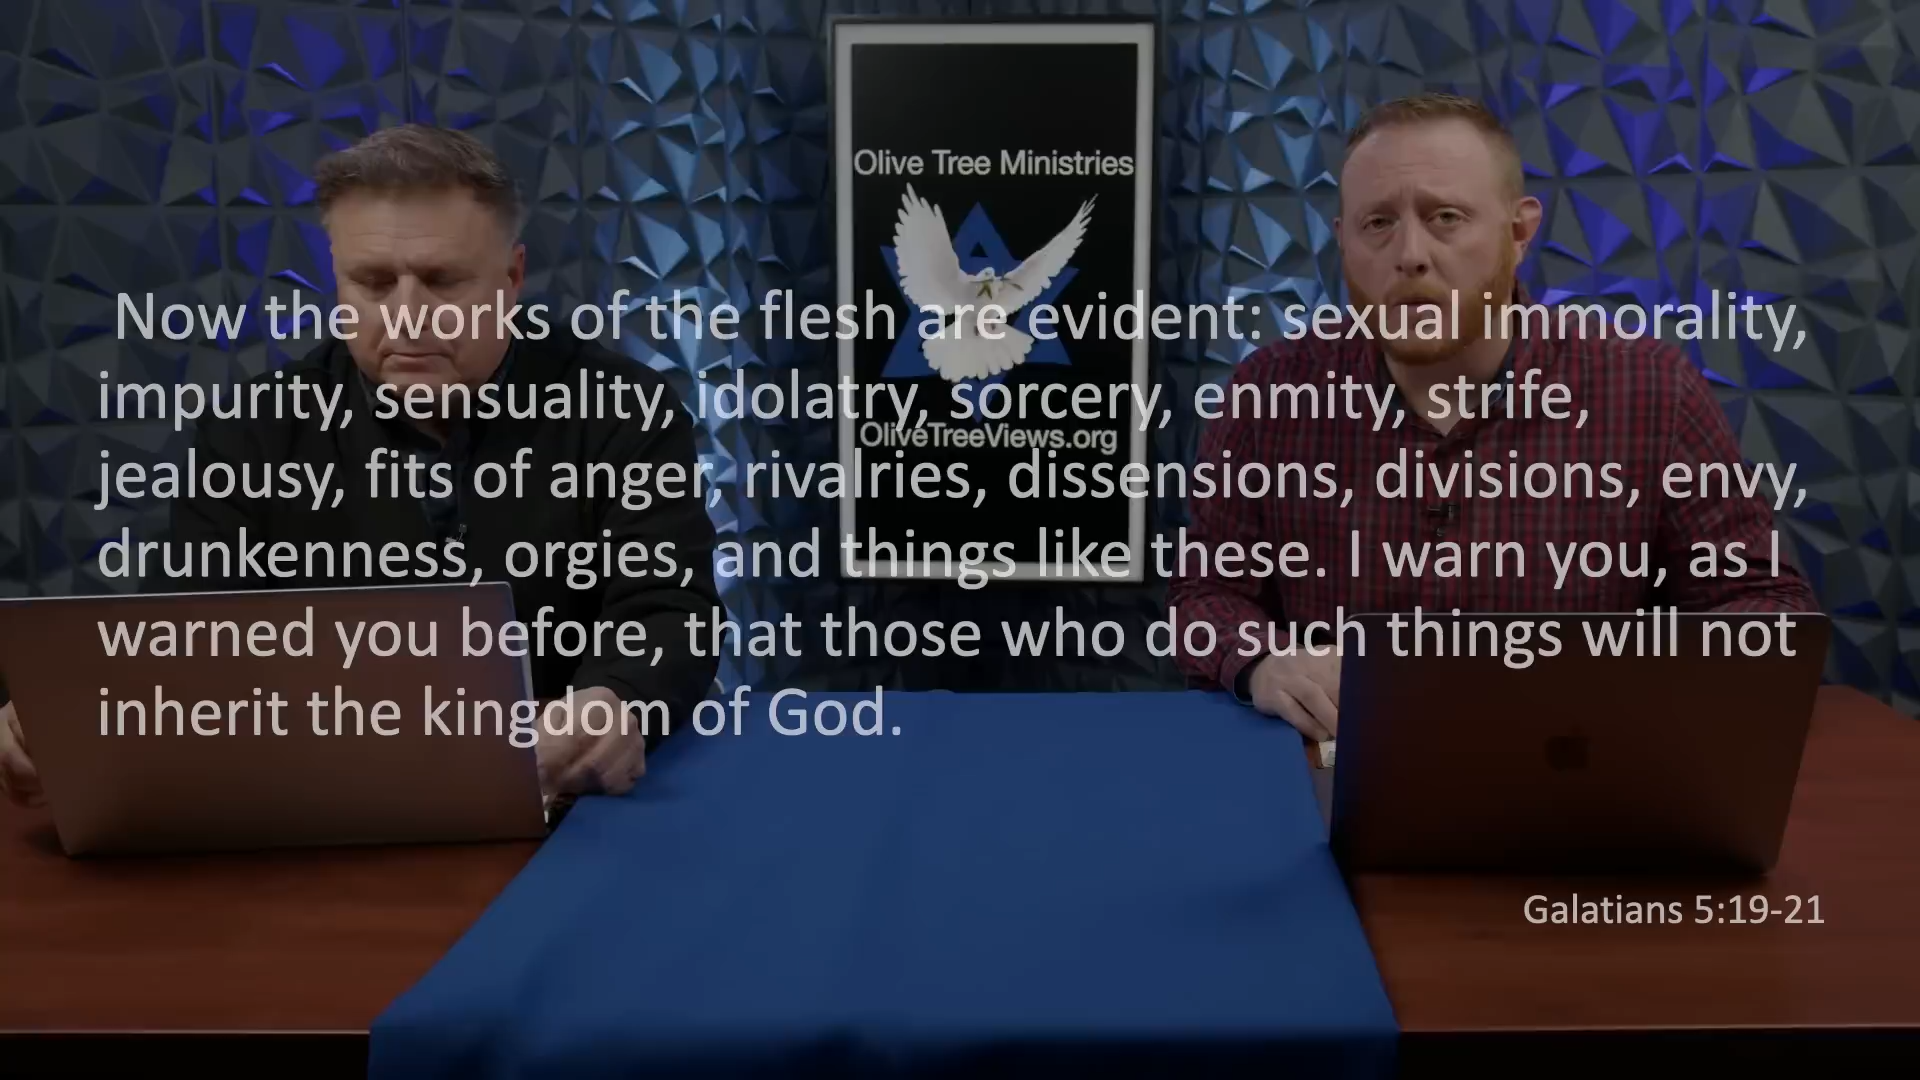 Olive Tree Ministries
OliveTreeViews.org
Now the works of the flesh are evident: sexual immorality,
impurity, sensuality, idolatry, sorcery, enmity, strife,
jealousy, fits of anger, rivalries, dissensions, divisions, envy,
drunkenness, orgies, and things like these. I warn you, as I
warned you before, that those who do such things will not
inherit the kingdom of God.
Galatians 5:19-21